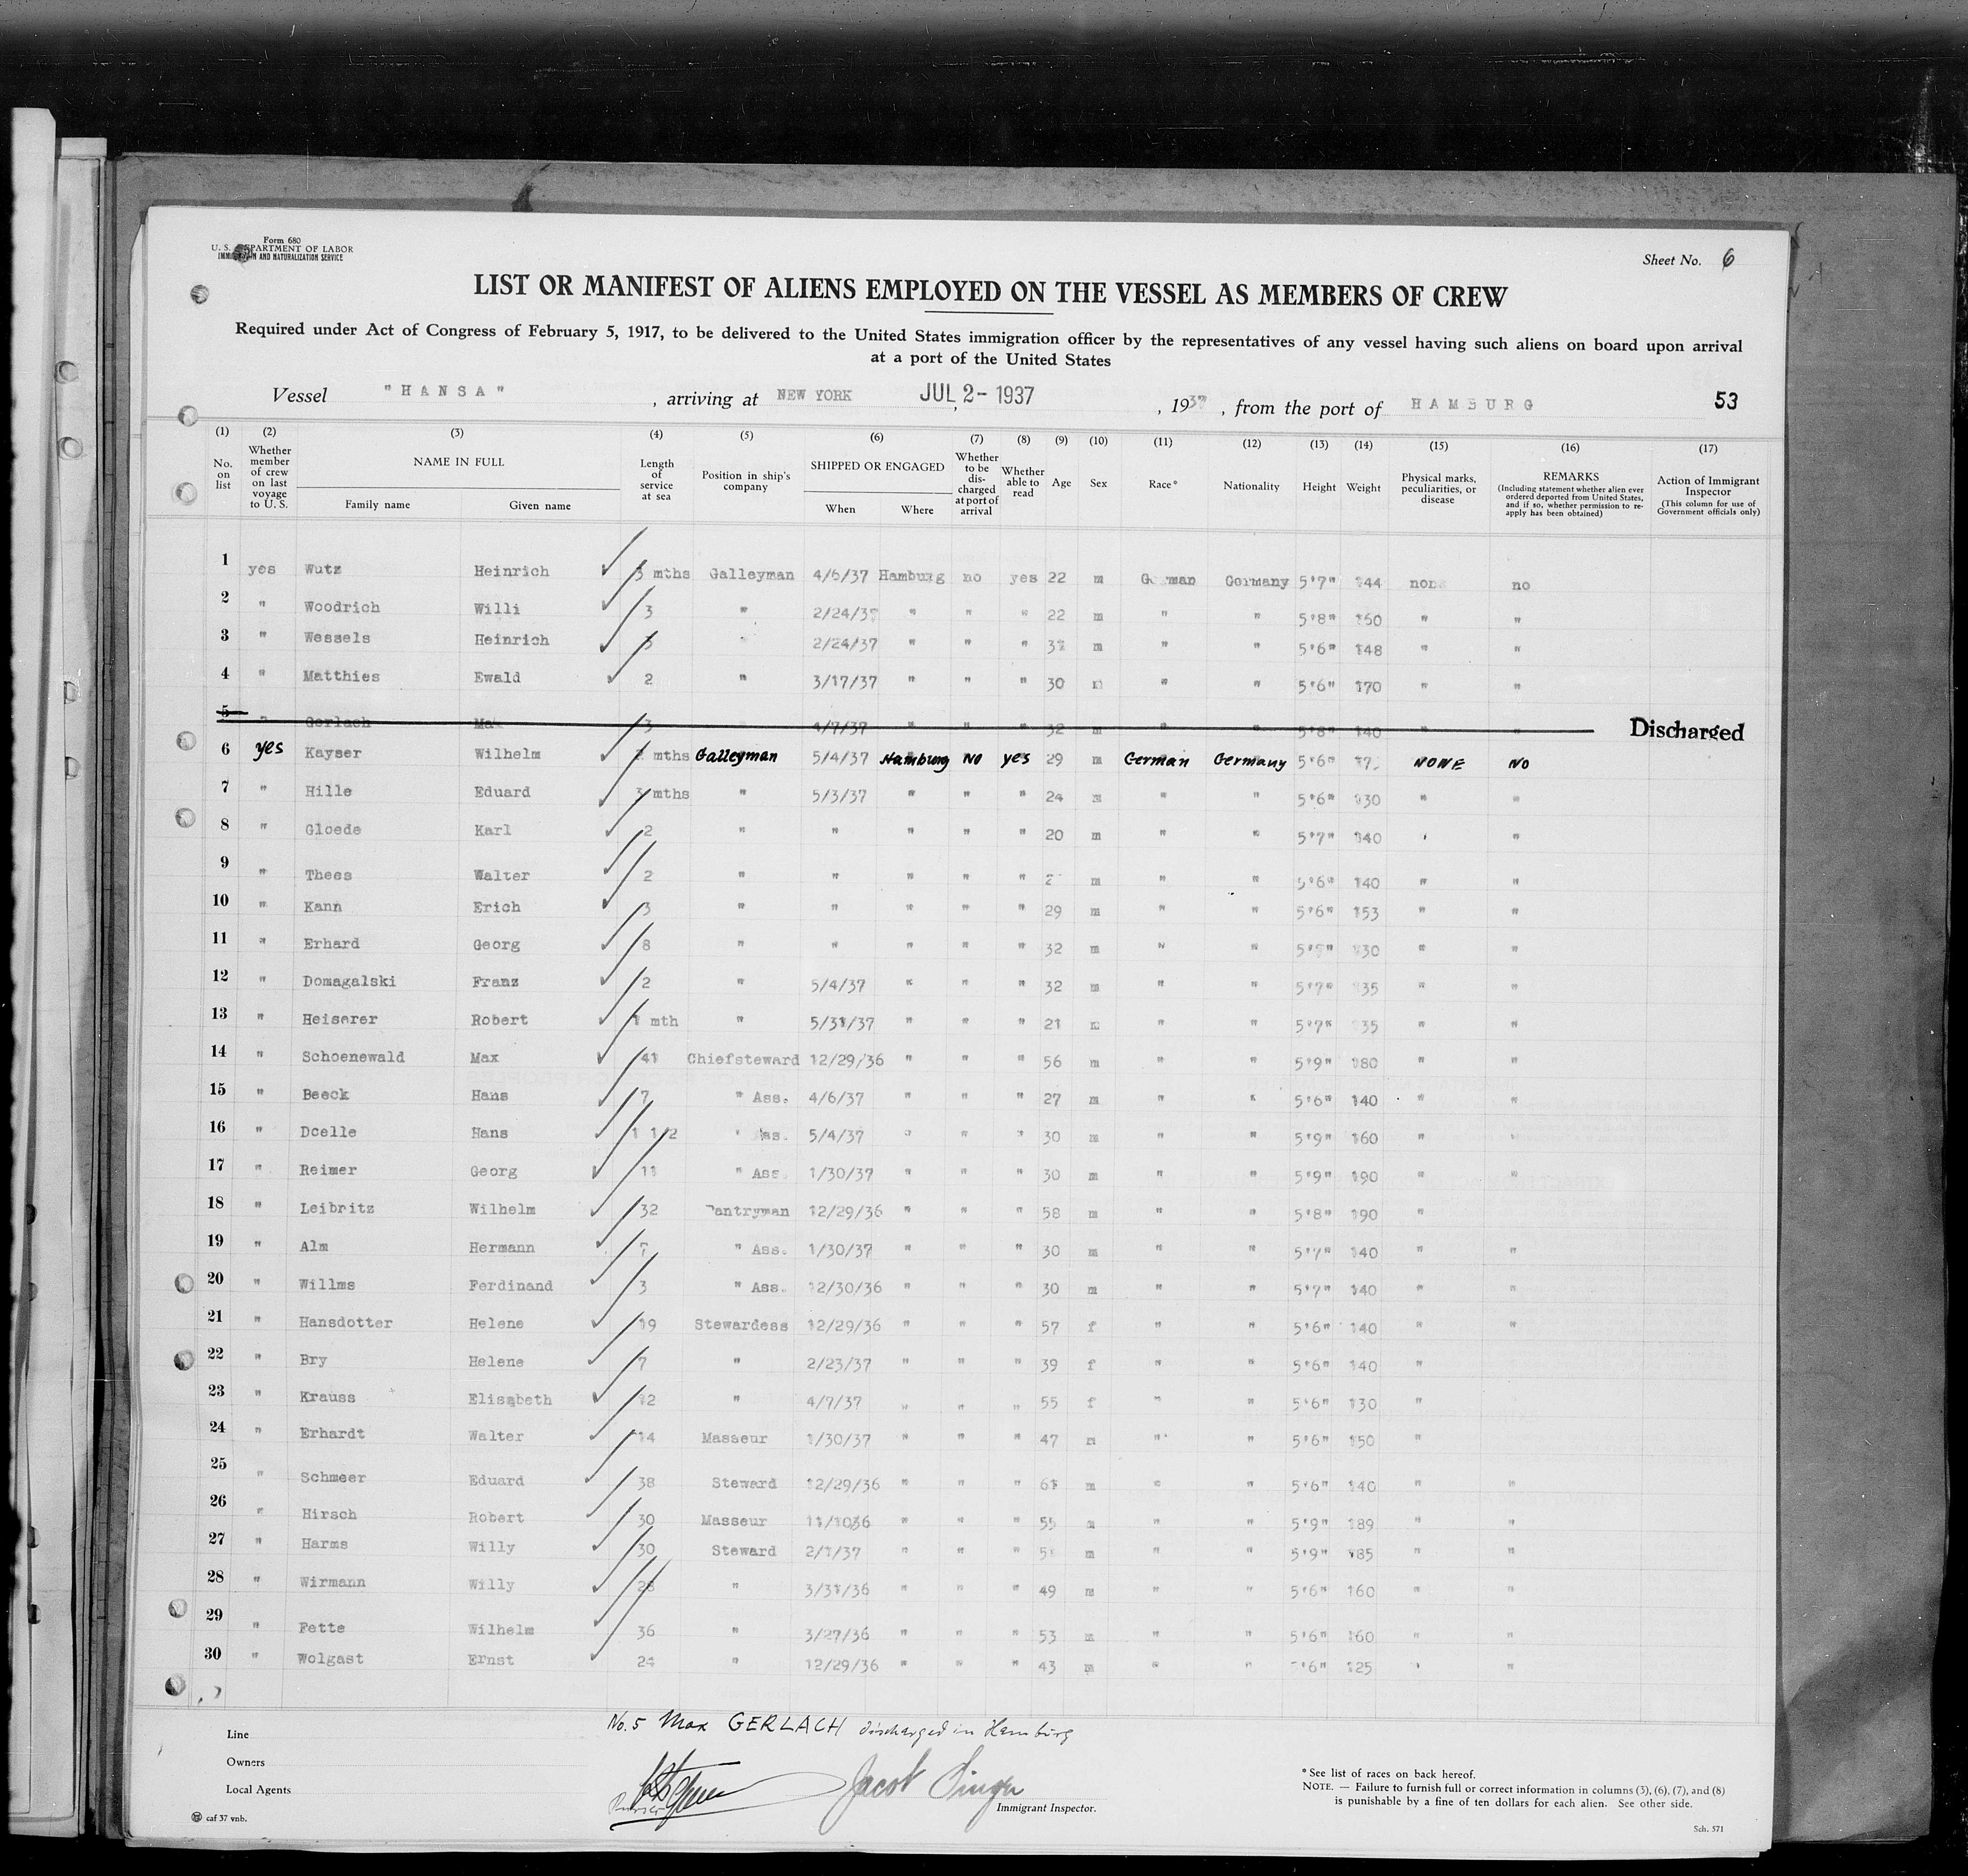 Form 680
U. S. DEPARTMENT OF LABOR
IMMIGRATION AND NATURALIZATION SERVICE
Sheet No. 6
LIST OR MANIFEST OF ALIENS EMPLOYED ON THE VESSEL AS MEMBERS OF CREW
Required under Act of Congress of February 5, 1917, to be delivered to the United States immigration officer by the representatives of any vessel having such aliens on board upon arrival
at a port of the United States
Vessel "HANSA" , arriving at NEW YORK JUL 2 - 1937 , 1937 , from the port of HAMBURG 53
(1) (2) (3) (4) (5) (6) (7) (8) (9) (10) (11) (12) (13) (14) (15) (16) (17)
No. on list Whether member of crew on last voyage to U. S. NAME IN FULL Family name Given name Length of service at sea Position in ship's company SHIPPED OR ENGAGED When Where Whether to be discharged at port of arrival Whether able to read Age Sex Race* Nationality Height Weight Physical marks, peculiarities, or disease REMARKS (Including statement whether alien ever ordered deported from United States, and if so, whether permission to reapply has been obtained) Action of Immigrant Inspector (This column for use of Government officials only)
1 yes Wutz Heinrich 3 mths Galleyman 4/6/37 Hamburg no yes 22 m German Germany 5'7" 144 none no
2 " Woodrich Willi 3 " 2/24/37 " " " 22 m " " 5'8" 150 " "
3 " Wessels Heinrich 3 " 2/24/37 " " " m " " 5'6" 148 " "
4 " Matthies Ewald 2 " 3/17/37 " " " 30 m " " 5'6" 170 " "
5 " Gerlach Max 3 4/7/37 " " " 32 m " " 5'8" 140 " " Discharged
6 yes Kayser Wilhelm mths Galleyman 5/4/37 Hamburg NO yes 29 m German Germany 5'6" NONE NO
7 " Hille Eduard 3 mths " 5/3/37 " " " 24 m " " 5'6" 130 " "
8 " Gloede Karl 2 " " " " " 20 m " " 5'7" 140 " "
9 " Thees Walter 2 " " " " " m " " 5'6" 140 " "
10 " Kann Erich 3 " " " " " 29 m " " 5'6" 153 " "
11 " Erhard Georg 8 " " " " " 32 m " " 130 " "
12 " Domagalski Franz 2 " 5/4/37 " " " 32 m " " 5'7" 135 " "
13 " Heiserer Robert 1 mth " 5/31/37 " " " 21 m " " 5'7" 135 " "
14 " Schoenewald Max 41 Chiefsteward 12/29/36 " " " 56 m " " 5'9" 180 " "
15 " Beeck Hans 7 " Ass. 4/6/37 " " " 27 m " " 5'6" 140 " "
16 " Doelle Hans 1 1/2 " Ass. 5/4/37 " " " 30 m " " 5'9" 160 " "
17 " Reimer Georg 11 " Ass. 1/30/37 " " " 30 m " " 5'9" 190 " "
18 " Leibritz Wilhelm 32 Pantryman 12/29/36 " " " 58 m " " 5'8" 190 "
19 " Alm Hermann 7 " Ass. 1/30/37 " " " 30 m " " 5'7" 140 " "
20 " Willms Ferdinand 3 " Ass. 12/30/36 " " " 30 m " " 5'7" 140 " "
21 " Hansdotter Helene 19 Stewardess 12/29/36 " " " 57 f " " 5'6" 140 " "
22 " Bry Helene 7 " 2/23/37 " " " 39 f " " 5'6" 140 "
23 " Krauss Elisabeth 12 " 4/7/37 " " " 55 f " " 5'6" 130 "
24 " Erhardt Walter 14 Masseur 1/30/37 " " " 47 m " " 5'6" 150 "
25 " Schmeer Eduard 38 Steward 12/29/36 " " " 61 m " " 5'6" 140 " "
26 " Hirsch Robert 30 Masseur 11/1036 " " " 55 m " " 5'9" 189 " "
27 " Harms Willy 30 Steward 2/1/37 " " " m " " 5'9" 185 " "
28 " Wirmann Willy 28 " 3/31/36 " " " 49 m " " 5'6" 160 " "
29 " Fette Wilhelm 36 " 3/27/36 " " " 53 m " " 5'6" 160 " "
30 " Wolgast Ernst 24 " 12/29/36 " " " 43 m " " 5'6" 125 " "
No. 5 Max GERLACH discharged in Hamburg
Line
Owners
Local Agents
Purser
Jacob Singer
Immigrant Inspector.
* See list of races on back hereof.
NOTE. — Failure to furnish full or correct information in columns (3), (6), (7), and (8)
is punishable by a fine of ten dollars for each alien. See other side.
caf 37 vnb.
Sch. 571